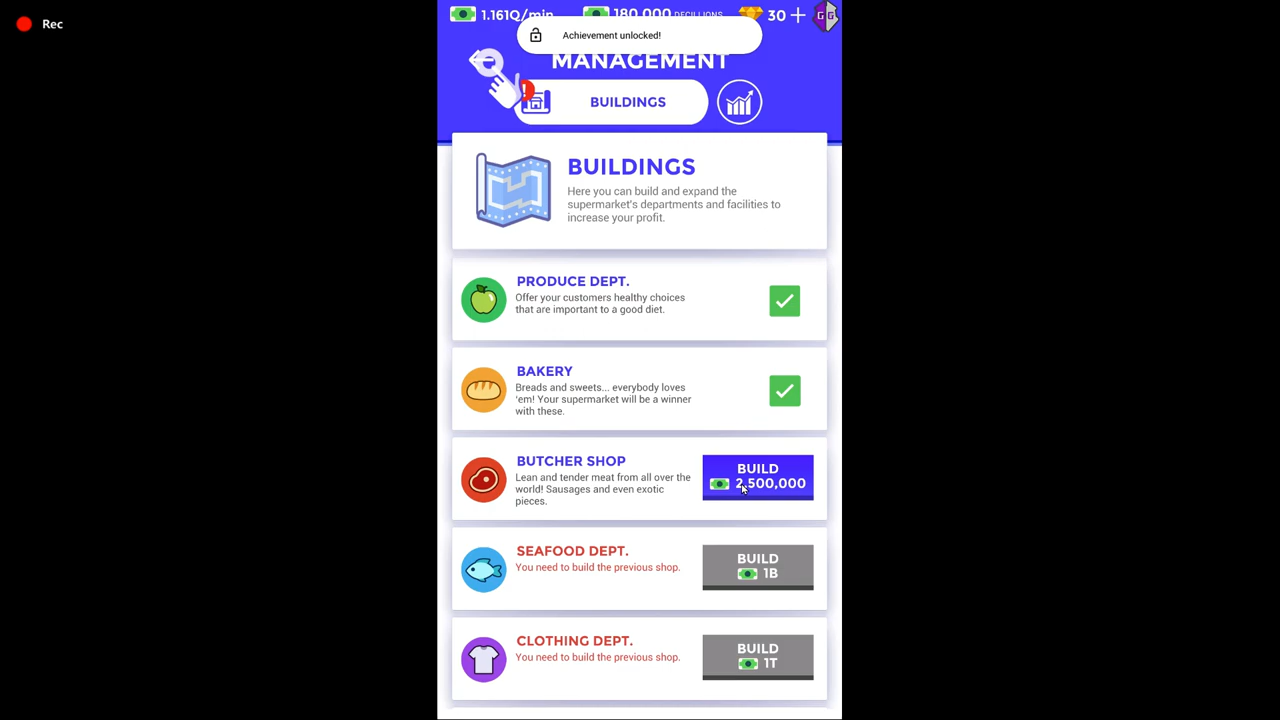 Rec
1.161Q/min
180,000 DECILLIONS
30 +
GG
Achievement unlocked!
MANAGEMENT
BUILDINGS
BUILDINGS
Here you can build and expand the
supermarket's departments and facilities to
increase your profit.
PRODUCE DEPT.
Offer your customers healthy choices
that are important to a good diet.
BAKERY
Breads and sweets... everybody loves
'em! Your supermarket will be a winner
with these.
BUTCHER SHOP
Lean and tender meat from all over the
world! Sausages and even exotic
pieces.
BUILD
2,500,000
SEAFOOD DEPT.
You need to build the previous shop.
BUILD
1B
CLOTHING DEPT.
You need to build the previous shop.
BUILD
1T